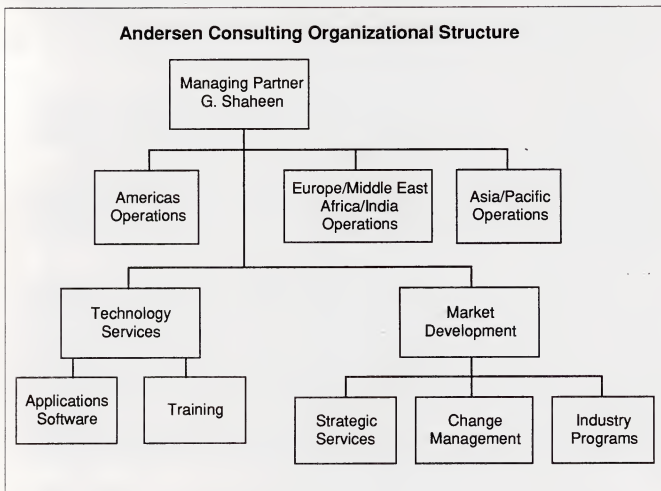 Andersen Consulting Organizational Structure
Managing Partner
G. Shaheen
Americas
Operations
Europe/Middle East
Africa/India
Operations
Asia/Pacific
Operations
Technology
Services
Market
Development
Applications
Software
Training
Strategic
Services
Change
Management
Industry
Programs